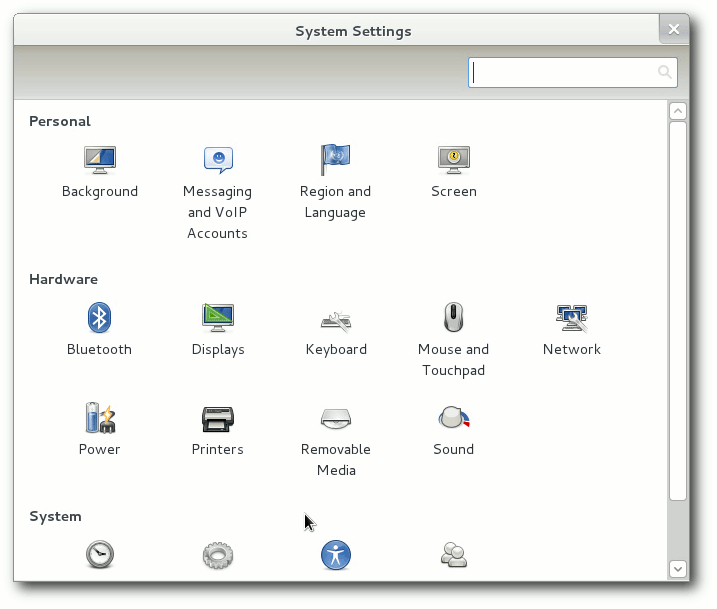 System Settings
Personal
Background
Messaging
and VoIP
Accounts
Region and
Language
Screen
Hardware
Bluetooth
Displays
Keyboard
Mouse and
Touchpad
Network
Power
Printers
Removable
Media
Sound
System